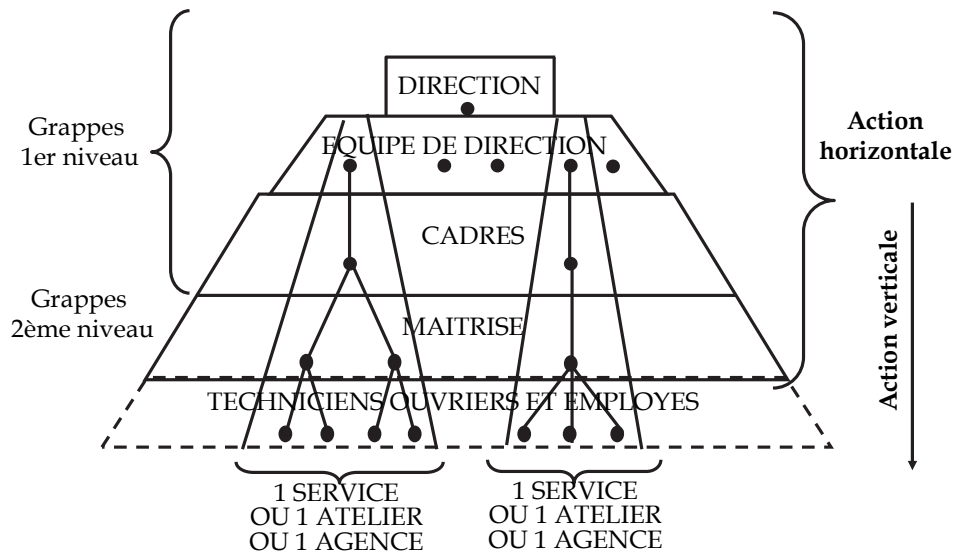 DIRECTION
Grappes
1er niveau
EQUIPE DE DIRECTION
Action
horizontale
CADRES
Grappes
2ème niveau
MAITRISE
Action verticale
TECHNICIENS OUVRIERS ET EMPLOYES
1 SERVICE
OU 1 ATELIER
OU 1 AGENCE
1 SERVICE
OU 1 ATELIER
OU 1 AGENCE